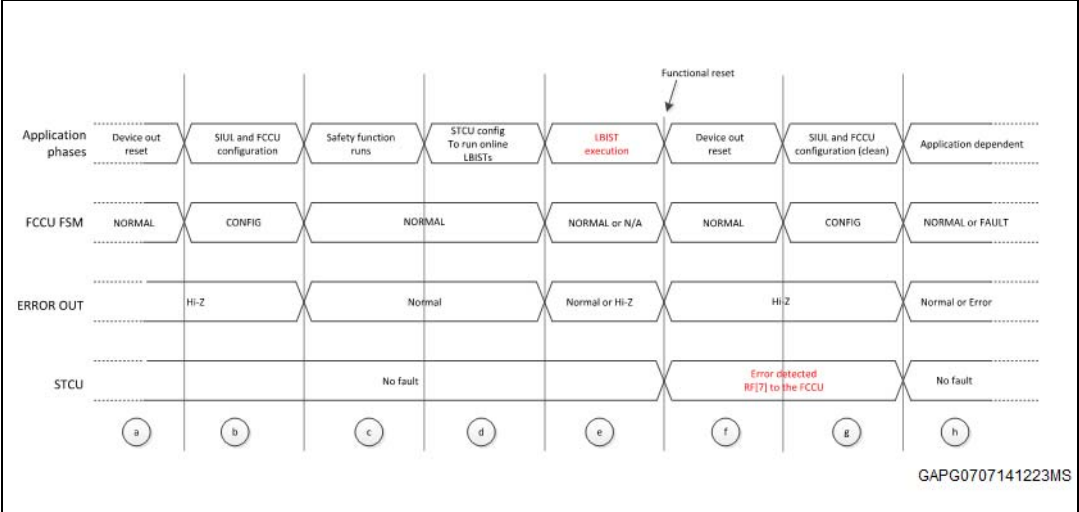 Functional reset
Application phases
Device out reset
SIUL and FCCU configuration
Safety function runs
STCU config To run online LBISTs
LBIST execution
Device out reset
SIUL and FCCU configuration (clean)
Application dependent
FCCU FSM
NORMAL
CONFIG
NORMAL
NORMAL or N/A
NORMAL
CONFIG
NORMAL or FAULT
ERROR OUT
Hi-Z
Normal
Normal or Hi-Z
Hi-Z
Normal or Error
STCU
No fault
Error detected RF[7] to the FCCU
No fault
a
b
c
d
e
f
g
h
GAPG0707141223MS